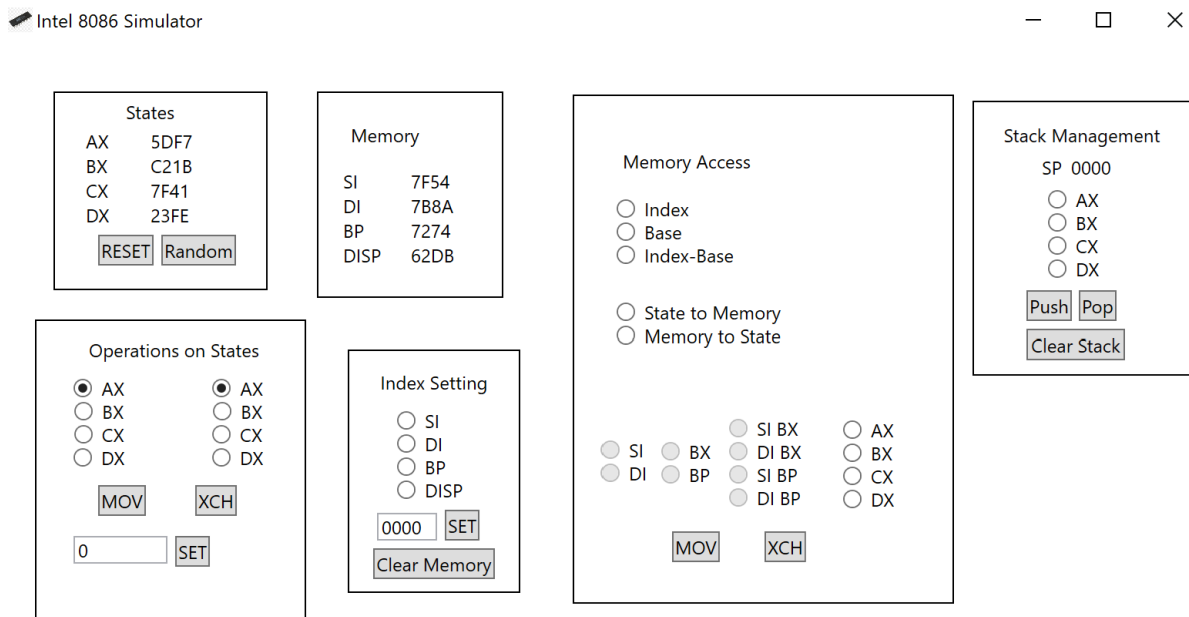 Intel 8086 Simulator
States
AX 5DF7
BX C21B
CX 7F41
DX 23FE
RESET Random
Memory
SI 7F54
DI 7B8A
BP 7274
DISP 62DB
Operations on States
AX AX
BX BX
CX CX
DX DX
MOV XCH
0 SET
Index Setting
SI
DI
BP
DISP
0000 SET
Clear Memory
Memory Access
Index
Base
Index-Base
State to Memory
Memory to State
SI
DI
BX
BP
SI BX
DI BX
SI BP
DI BP
AX
BX
CX
DX
MOV XCH
Stack Management
SP 0000
AX
BX
CX
DX
Push Pop
Clear Stack